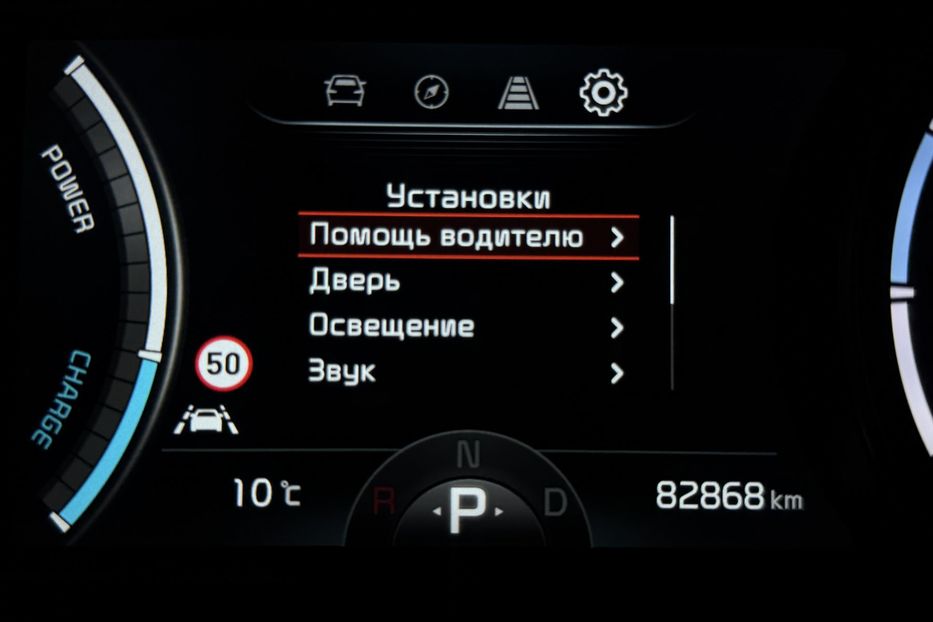 Установки
POWER
Помощь водителю
Дверь
Освещение
CHARGE
50
Звук
N
10 °C
R
P
D
82868 km